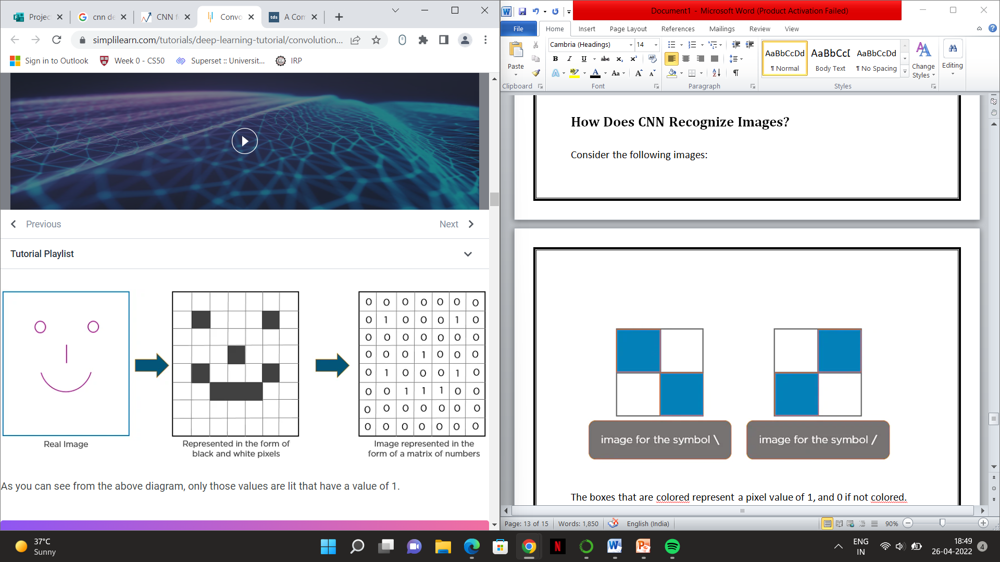 Projec
cn de
CNN f
Convo
tds
A Com
simplilearn.com/tutorials/deep-learning-tutorial/convolution...
Sign in to Outlook
Week 0 - CS50
Superset :: Universit...
IRP
Previous
Next
Tutorial Playlist
0 0 0 0 0 0 0
0 1 0 0 0 1 0
0 0 0 0 0 0 0
0 0 0 1 0 0 0
0 1 0 0 0 1 0
0 0 1 1 1 0 0
0 0 0 0 0 0 0
0 0 0 0 0 0 0
Real Image
Represented in the form of
black and white pixels
Image represented in the
form of a matrix of numbers
As you can see from the above diagram, only those values are lit that have a value of 1.
Document1 - Microsoft Word (Product Activation Failed)
File
Home
Insert
Page Layout
References
Mailings
Review
View
Paste
Cambria (Headings)
14
AaBbCcDd
¶ Normal
AaBbCc
Body Text
AaBbCcDd
¶ No Spacing
Change
Styles
Editing
Clipboard
Font
Paragraph
Styles
How Does CNN Recognize Images?
Consider the following images:
image for the symbol \
image for the symbol /
The boxes that are colored represent a pixel value of 1, and 0 if not colored.
Page: 13 of 15
Words: 1,850
English (India)
90%
37°C
Sunny
ENG
IN
18:49
26-04-2022
4